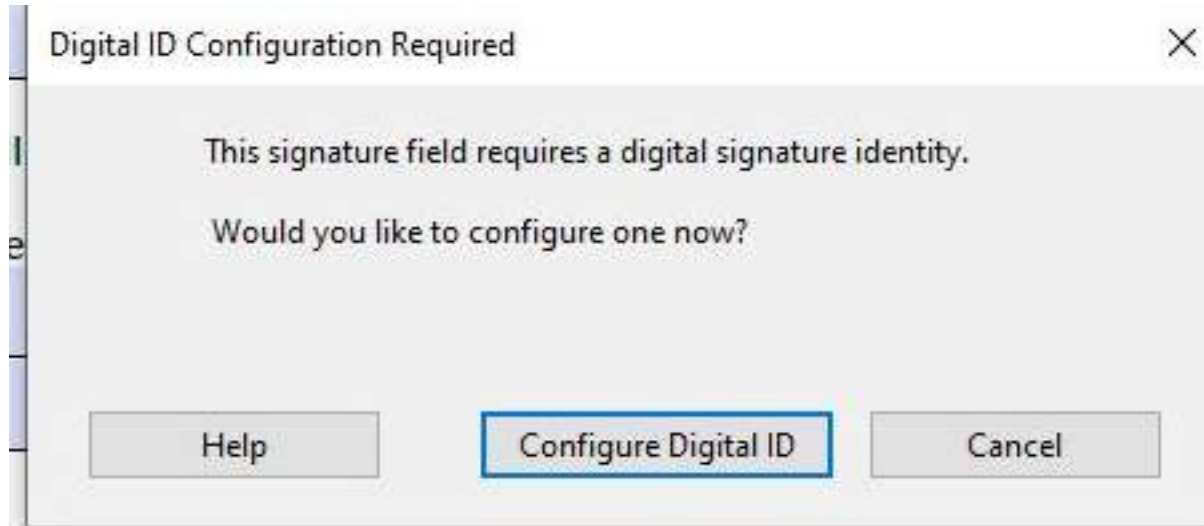 Digital ID Configuration Required
This signature field requires a digital signature identity.
Would you like to configure one now?
Help
Configure Digital ID
Cancel